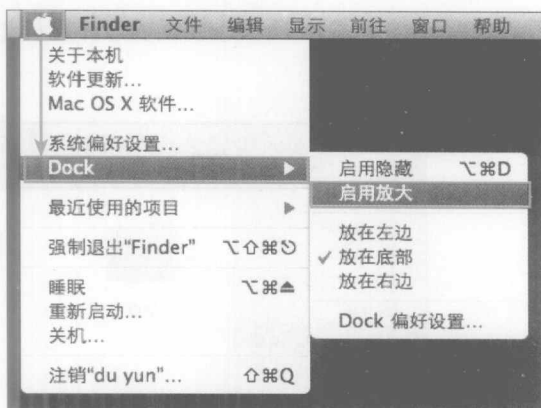 Finder 文件 编辑 显示 前往 窗口 帮助
关于本机
软件更新...
Mac OS X 软件...
系统偏好设置...
Dock ▶
最近使用的项目 ▶
强制退出“Finder” ⌥⇧⌘⎋
睡眠 ⌥⌘⏏
重新启动...
关机...
注销“du yun”... ⇧⌘Q
启用隐藏 ⌥⌘D
启用放大
放在左边
✓ 放在底部
放在右边
Dock 偏好设置...